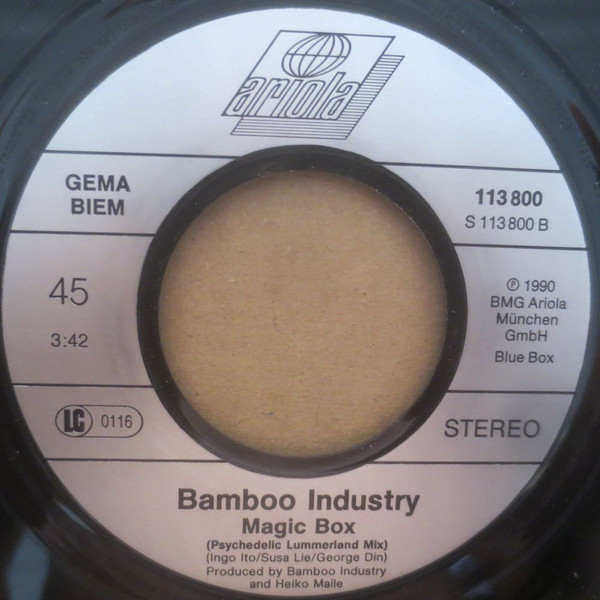 ariola
GEMA
BIEM
113 800
S 113 800 B
45
3:42
℗ 1990
BMG Ariola
München
GmbH
Blue Box
LC 0116
STEREO
Bamboo Industry
Magic Box
(Psychedelic Lummerland Mix)
(Ingo Ito/Susa Lie/George Din)
Produced by Bamboo Industry
and Heiko Maile